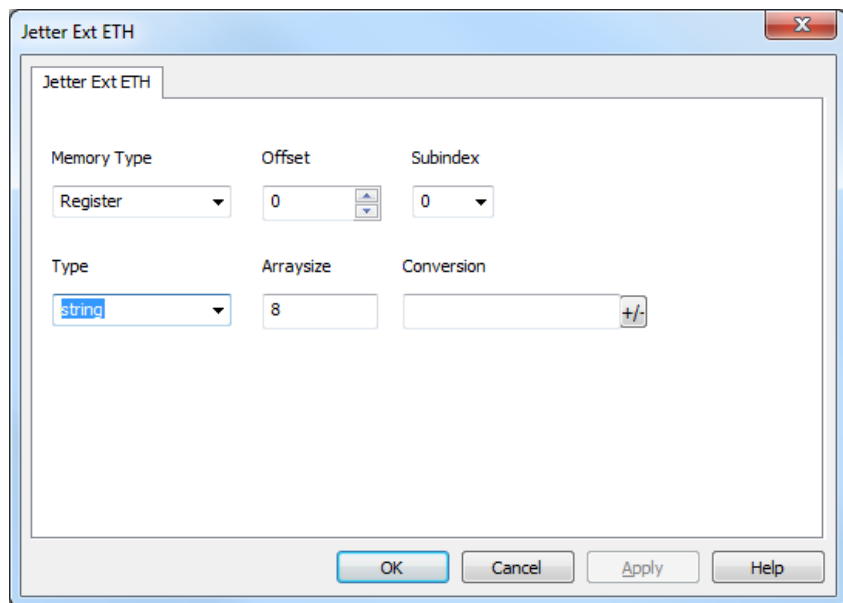 Jetter Ext ETH
Jetter Ext ETH
Memory Type Offset Subindex
Register 0 0
Type Arraysize Conversion
string 8
+/-
OK Cancel Apply Help